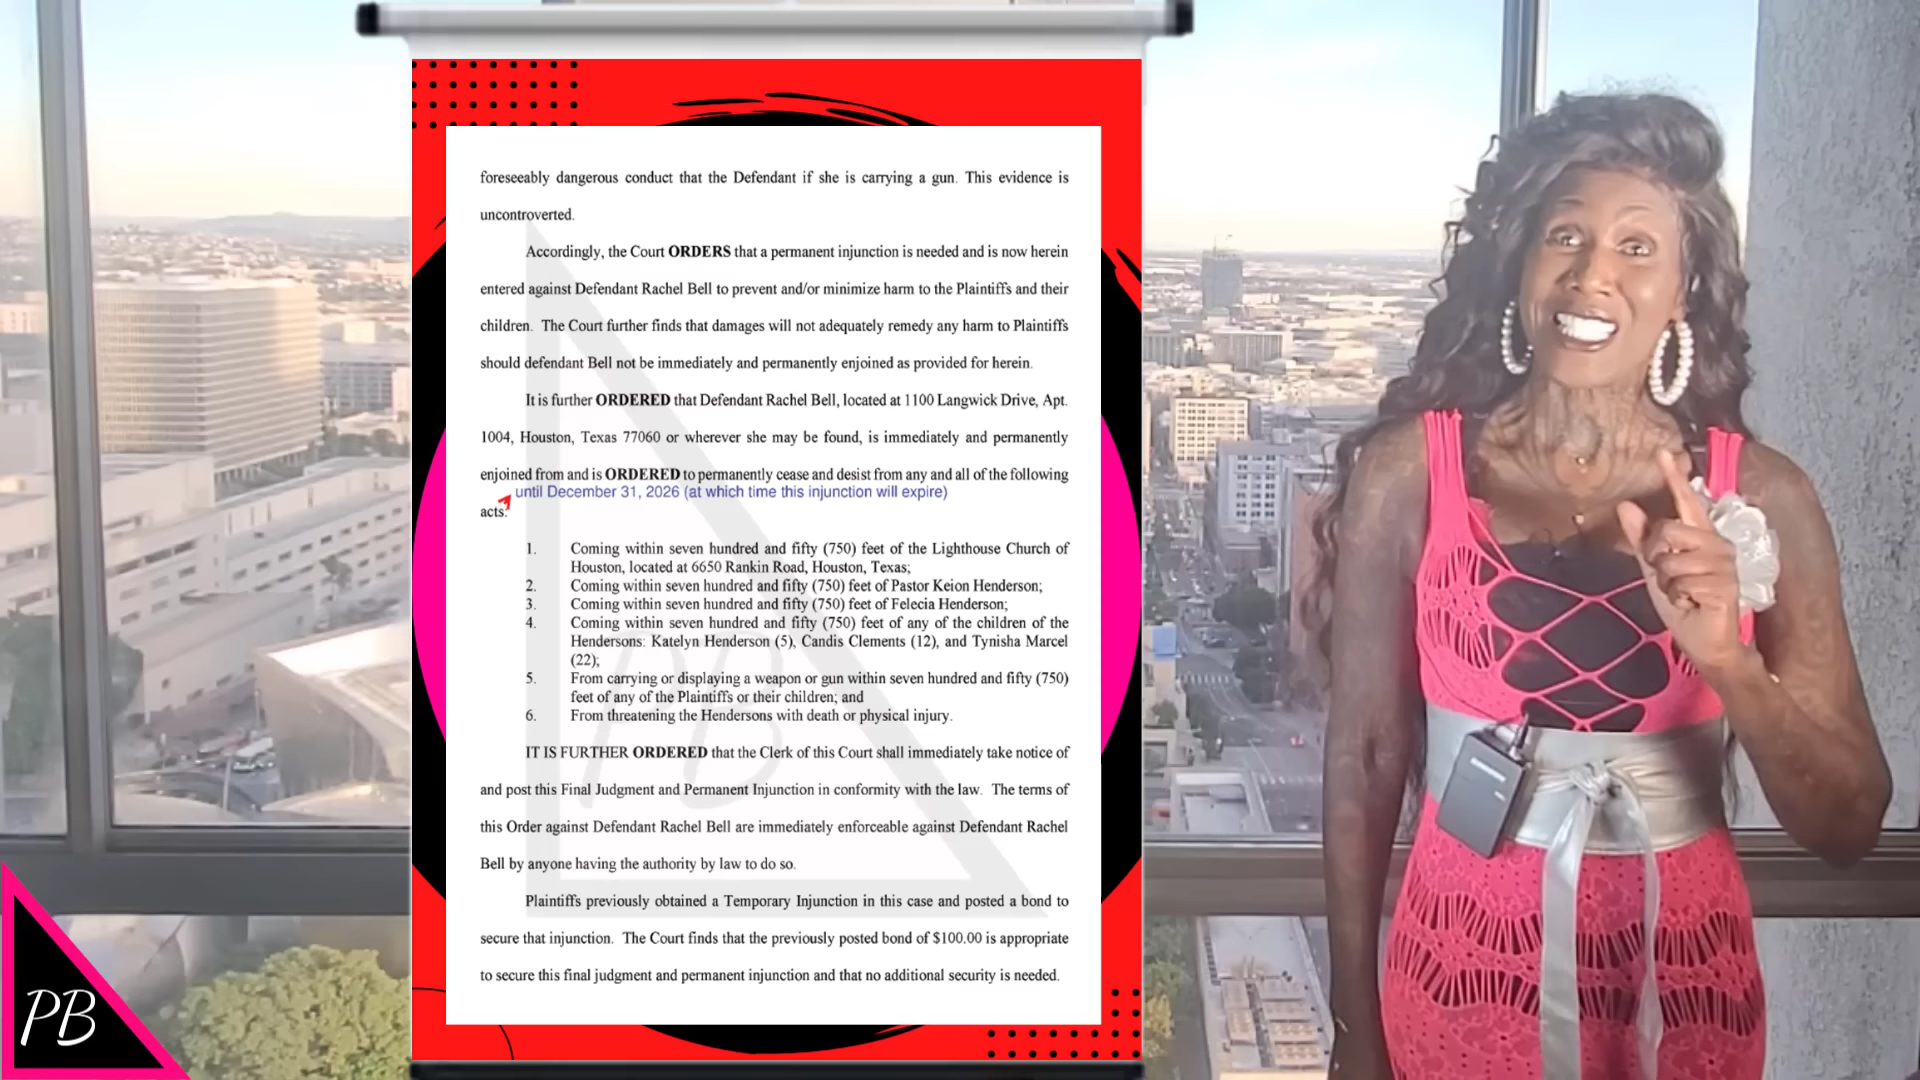 foreseeably dangerous conduct that the Defendant if she is carrying a gun. This evidence is
uncontroverted.
Accordingly, the Court ORDERS that a permanent injunction is needed and is now herein
entered against Defendant Rachel Bell to prevent and/or minimize harm to the Plaintiffs and their
children. The Court further finds that damages will not adequately remedy any harm to Plaintiffs
should defendant Bell not be immediately and permanently enjoined as provided for herein.
It is further ORDERED that Defendant Rachel Bell, located at 1100 Langwick Drive, Apt.
1004, Houston, Texas 77060 or wherever she may be found, is immediately and permanently
enjoined from and is ORDERED to permanently cease and desist from any and all of the following
until December 31, 2026 (at which time this injunction will expire)
acts:
1. Coming within seven hundred and fifty (750) feet of the Lighthouse Church of
Houston, located at 6650 Rankin Road, Houston, Texas;
2. Coming within seven hundred and fifty (750) feet of Pastor Keion Henderson;
3. Coming within seven hundred and fifty (750) feet of Felecia Henderson;
4. Coming within seven hundred and fifty (750) feet of any of the children of the
Hendersons: Katelyn Henderson (5), Candis Clements (12), and Tynisha Marcel
(22);
5. From carrying or displaying a weapon or gun within seven hundred and fifty (750)
feet of any of the Plaintiffs or their children; and
6. From threatening the Hendersons with death or physical injury.
IT IS FURTHER ORDERED that the Clerk of this Court shall immediately take notice of
and post this Final Judgment and Permanent Injunction in conformity with the law. The terms of
this Order against Defendant Rachel Bell are immediately enforceable against Defendant Rachel
Bell by anyone having the authority by law to do so.
Plaintiffs previously obtained a Temporary Injunction in this case and posted a bond to
secure that injunction. The Court finds that the previously posted bond of $100.00 is appropriate
to secure this final judgment and permanent injunction and that no additional security is needed.
PB
PB